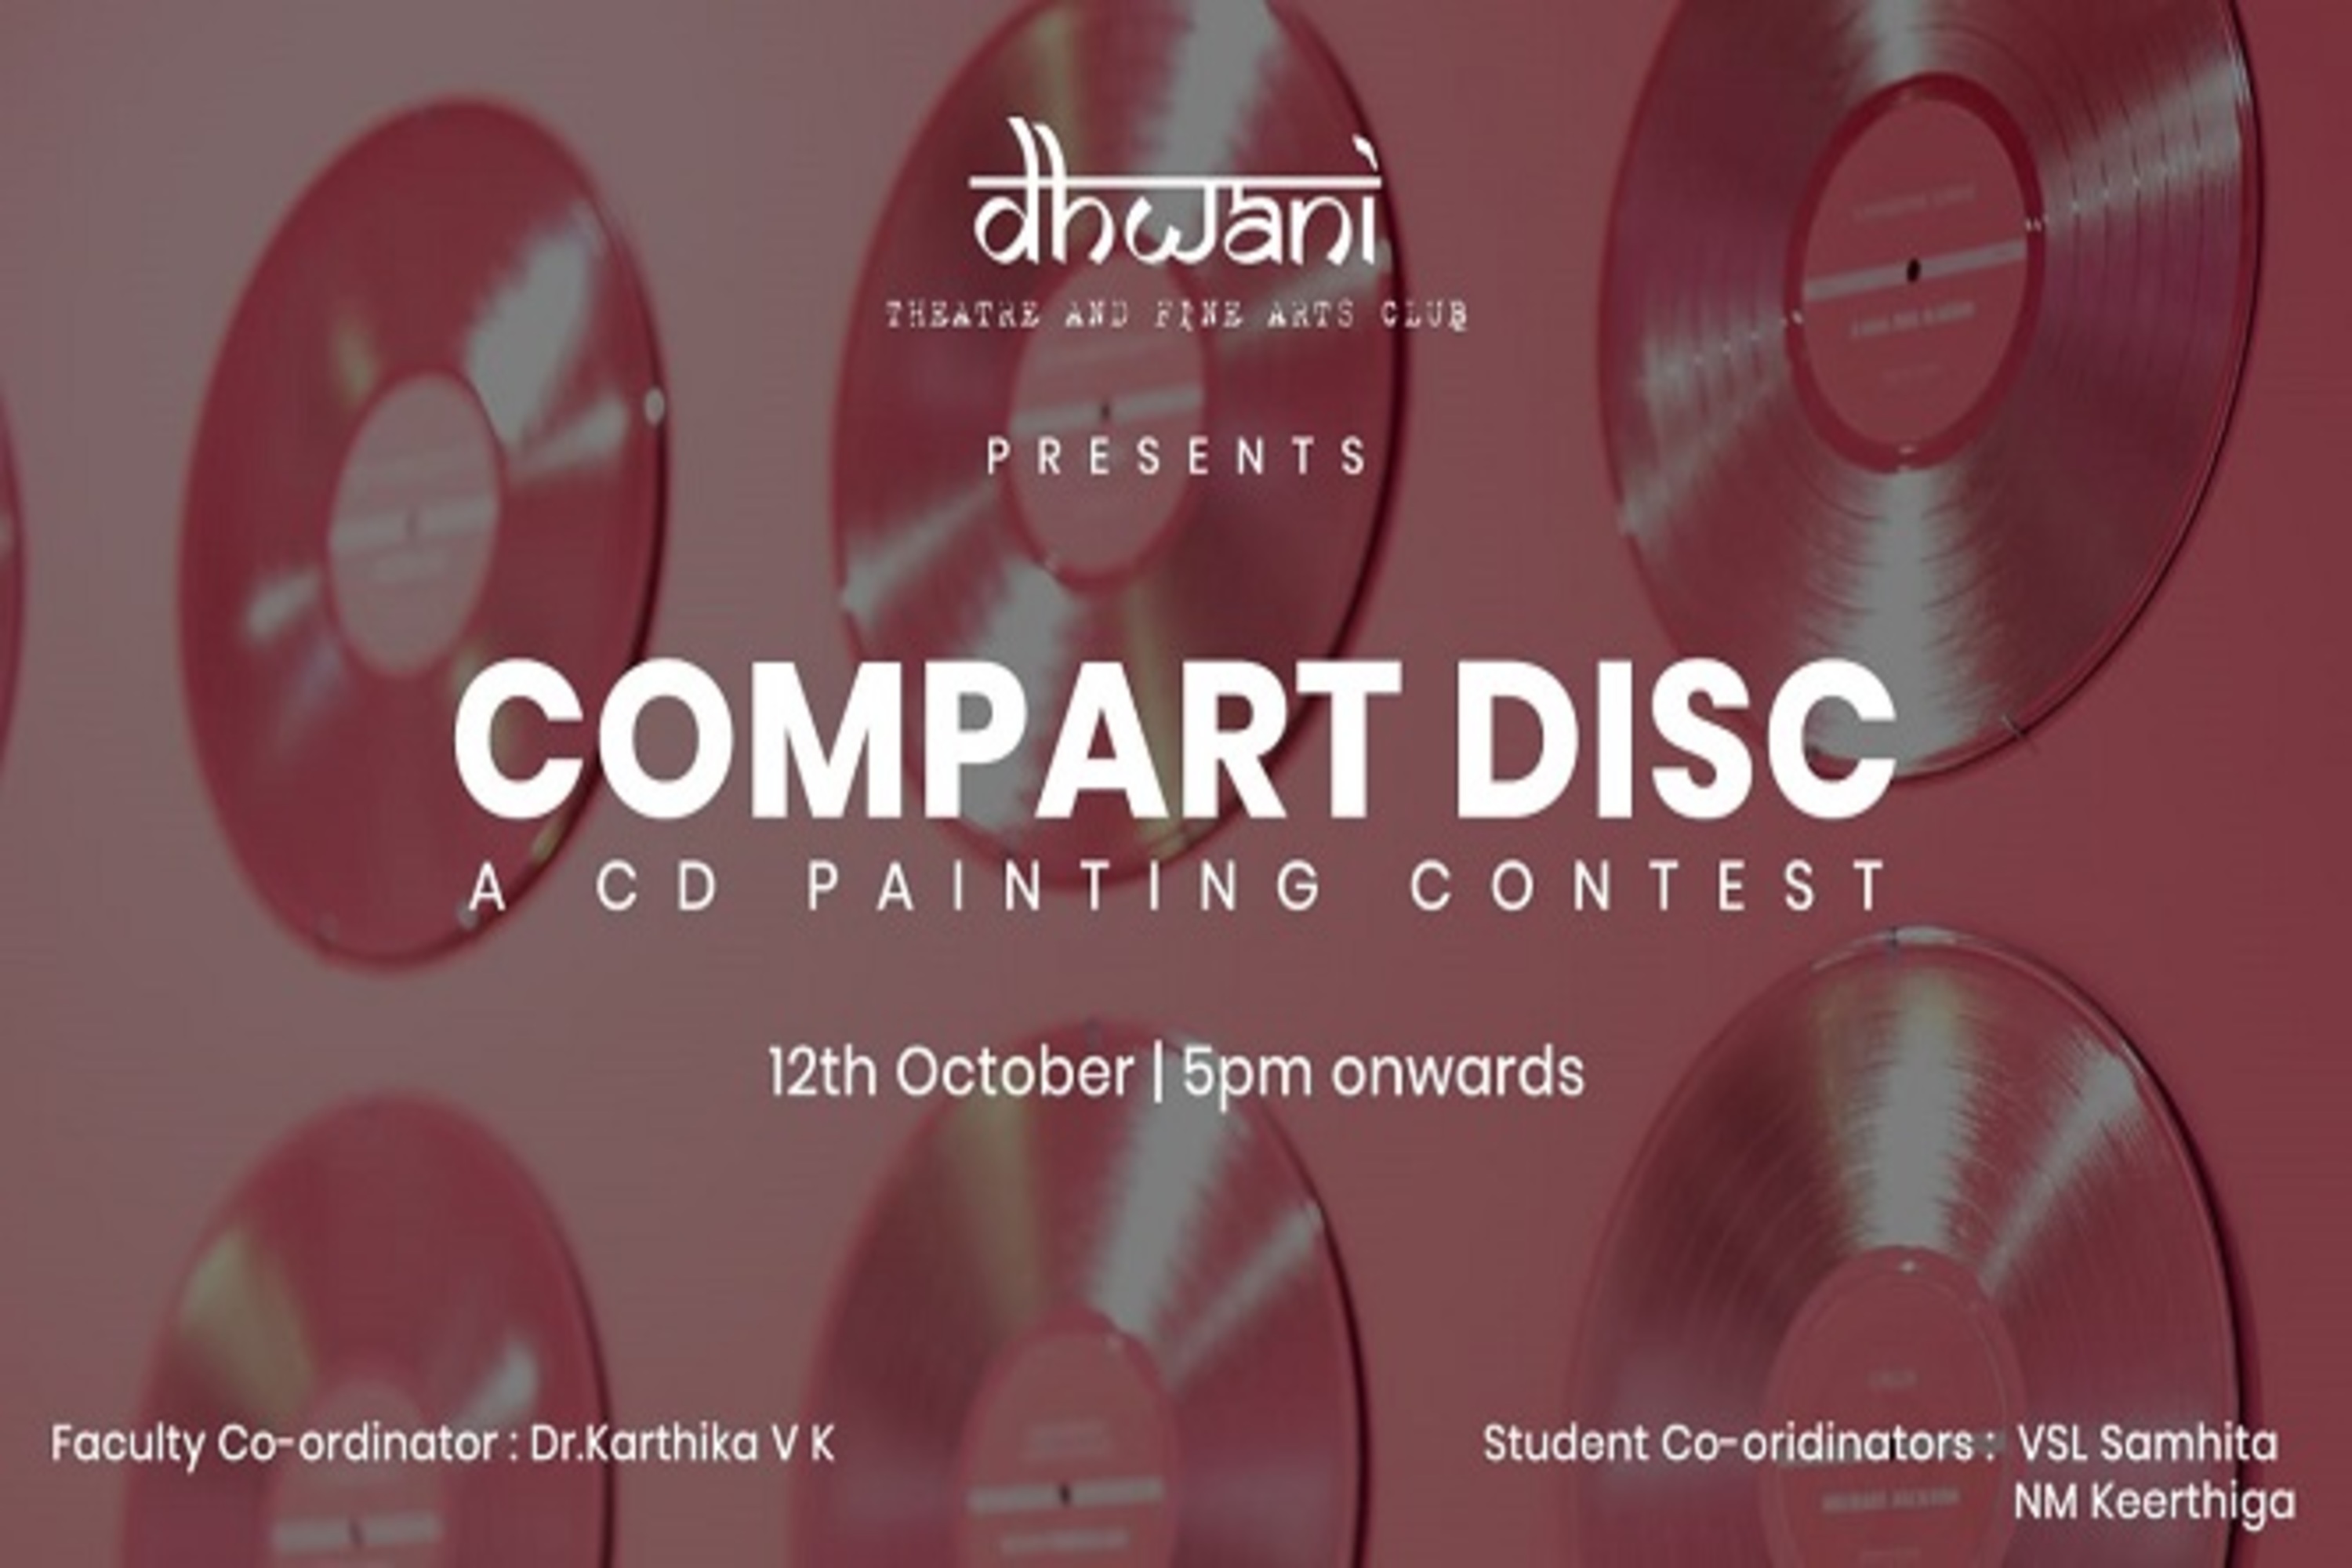 dhwani
THEATRE AND FINE ARTS CLUB
PRESENTS
COMPART DISC
A CD PAINTING CONTEST
12th October | 5pm onwards
Faculty Co-ordinator : Dr.Karthika V K
Student Co-oridinators : VSL Samhita
NM Keerthiga